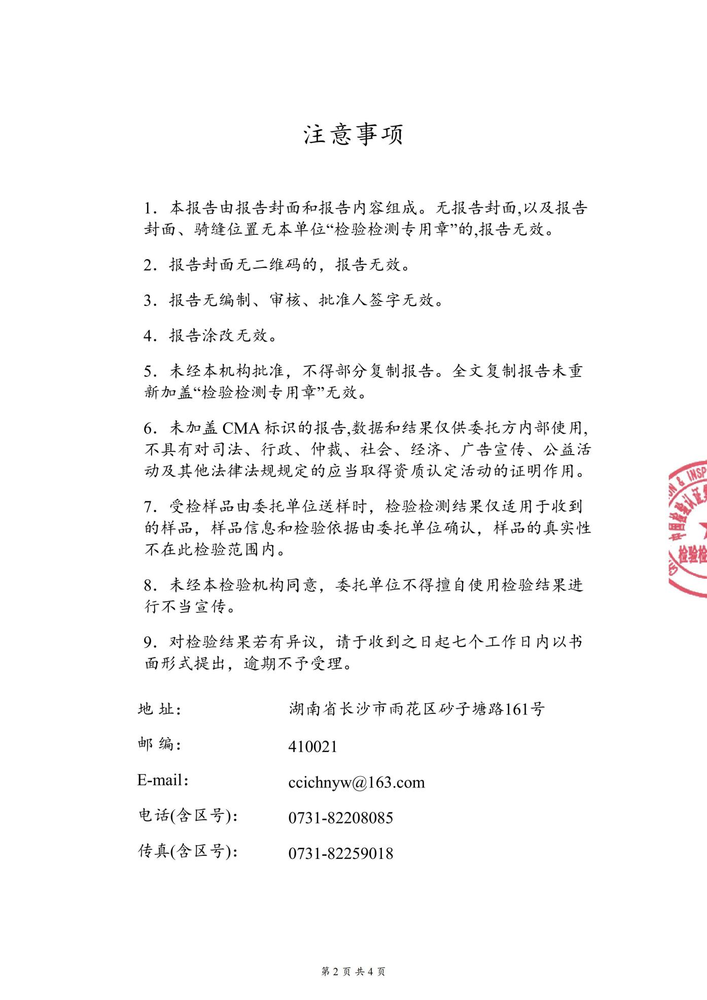 注意事项
1. 本报告由报告封面和报告内容组成。无报告封面,以及报告
封面、骑缝位置无本单位“检验检测专用章”的,报告无效。
2. 报告封面无二维码的，报告无效。
3. 报告无编制、审核、批准人签字无效。
4. 报告涂改无效。
5. 未经本机构批准，不得部分复制报告。全文复制报告未重
新加盖“检验检测专用章”无效。
6. 未加盖 CMA 标识的报告,数据和结果仅供委托方内部使用,
不具有对司法、行政、仲裁、社会、经济、广告宣传、公益活
动及其他法律法规规定的应当取得资质认定活动的证明作用。
7. 受检样品由委托单位送样时，检验检测结果仅适用于收到
的样品，样品信息和检验依据由委托单位确认，样品的真实性
不在此检验范围内。
8. 未经本检验机构同意，委托单位不得擅自使用检验结果进
行不当宣传。
9. 对检验结果若有异议，请于收到之日起七个工作日内以书
面形式提出，逾期不予受理。
地 址： 湖南省长沙市雨花区砂子塘路161号
邮 编： 410021
E-mail： ccichnyw@163.com
电话(含区号)： 0731-82208085
传真(含区号)： 0731-82259018
& INSP
中国检验认证
检验检
第 2 页 共 4 页